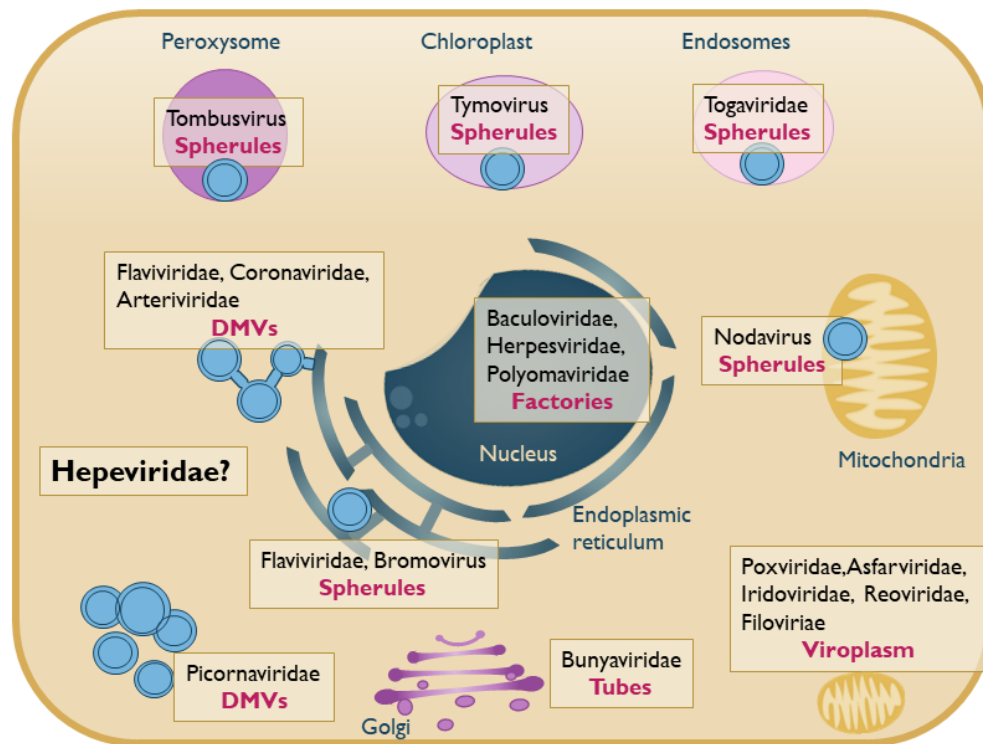 Peroxysome
Chloroplast
Endosomes
Tombusvirus
Spherules
Tymovirus
Spherules
Togaviridae
Spherules
Flaviviridae, Coronaviridae,
Arteriviridae
DMVs
Baculoviridae,
Herpesviridae,
Polyomaviridae
Factories
Nucleus
Nodavirus
Spherules
Mitochondria
Hepeviridae?
Endoplasmic
reticulum
Flaviviridae, Bromovirus
Spherules
Poxviridae,Asfarviridae,
Iridoviridae, Reoviridae,
Filoviriae
Viroplasm
Picornaviridae
DMVs
Bunyaviridae
Tubes
Golgi